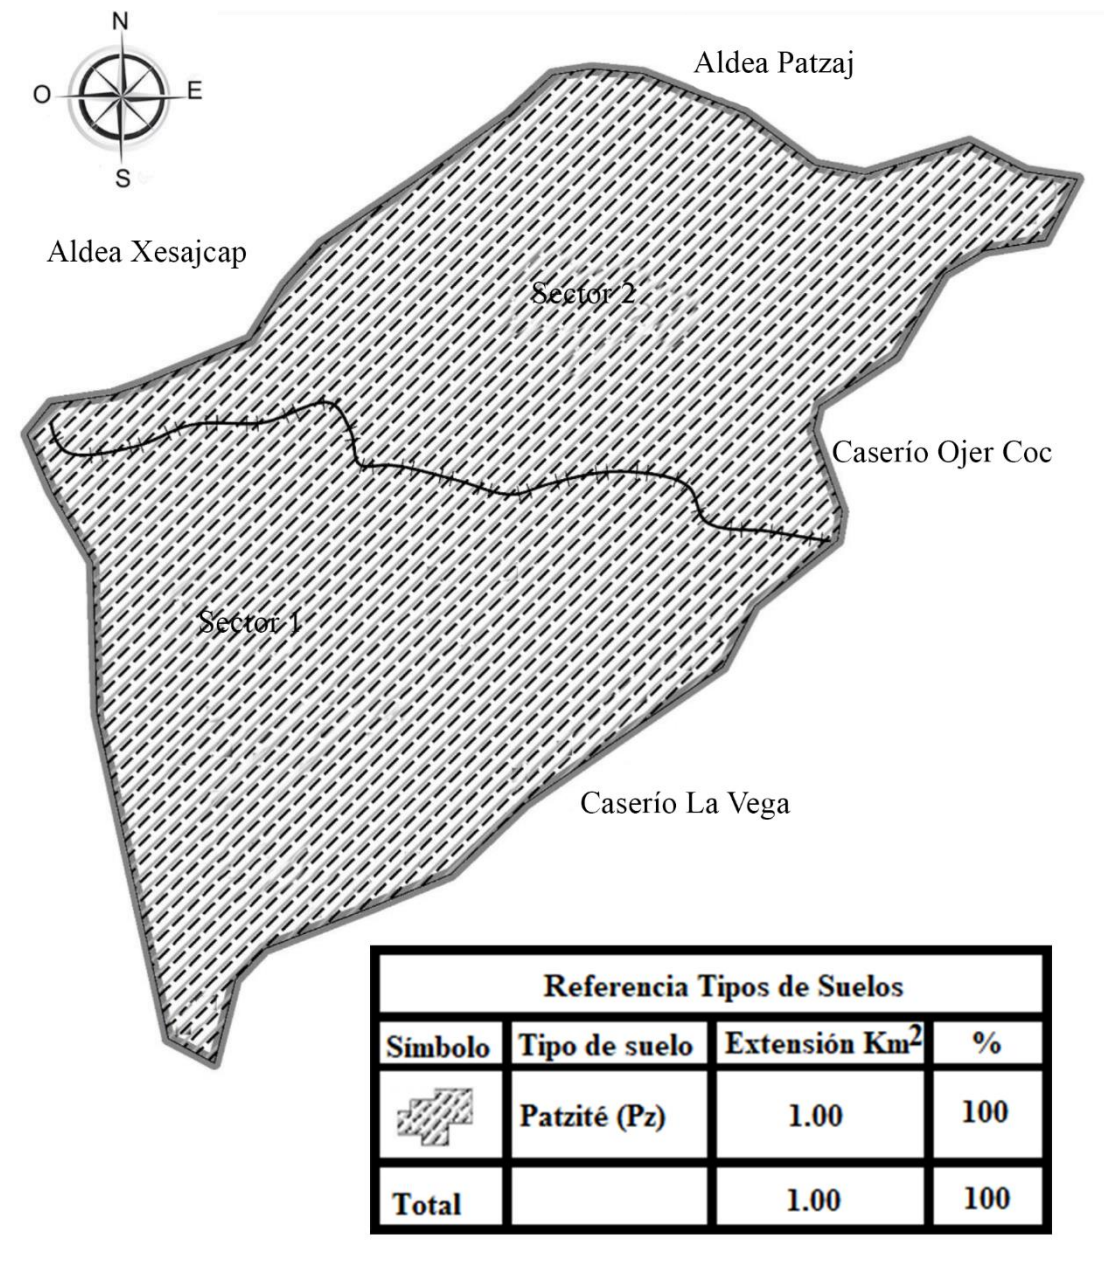 N
O
E
S
Aldea Patzaj
Aldea Xesajcap
Sector 2
Caserío Ojer Coc
Sector 1
Caserío La Vega
Referencia Tipos de Suelos
Símbolo Tipo de suelo Extensión Km² %
Patzité (Pz) 1.00 100
Total 1.00 100